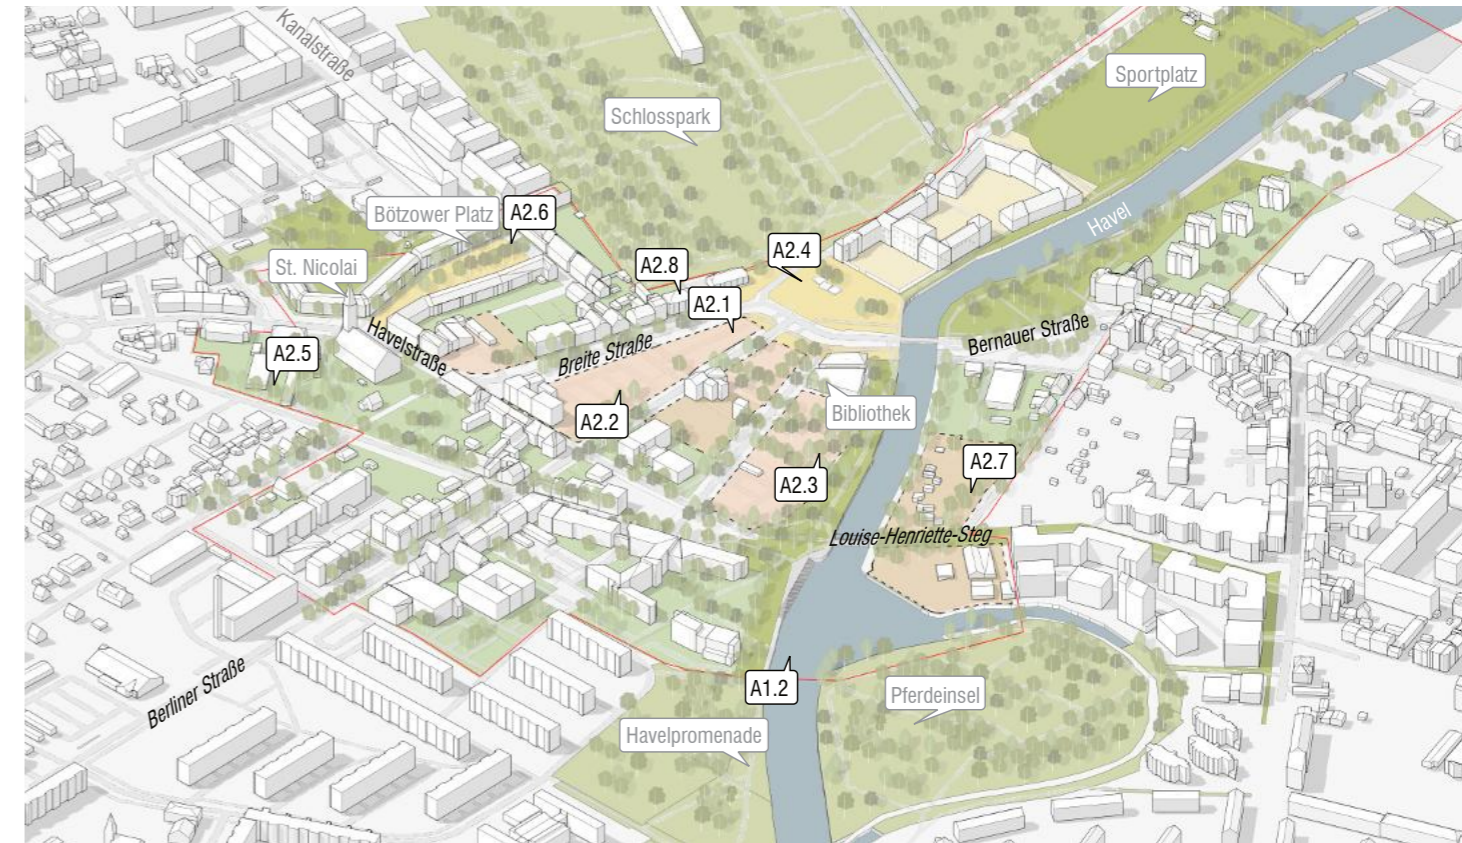 Kanalstraße
Sportplatz
Schlosspark
Bötzower Platz
A2.6
Havel
A2.4
St. Nicolai
A2.8
A2.1
Havelstraße
Bernauer Straße
A2.5
Breite Straße
A2.2
Bibliothek
A2.7
A2.3
Louise-Henriette-Steg
A1.2
Pferdeinsel
Berliner Straße
Havelpromenade